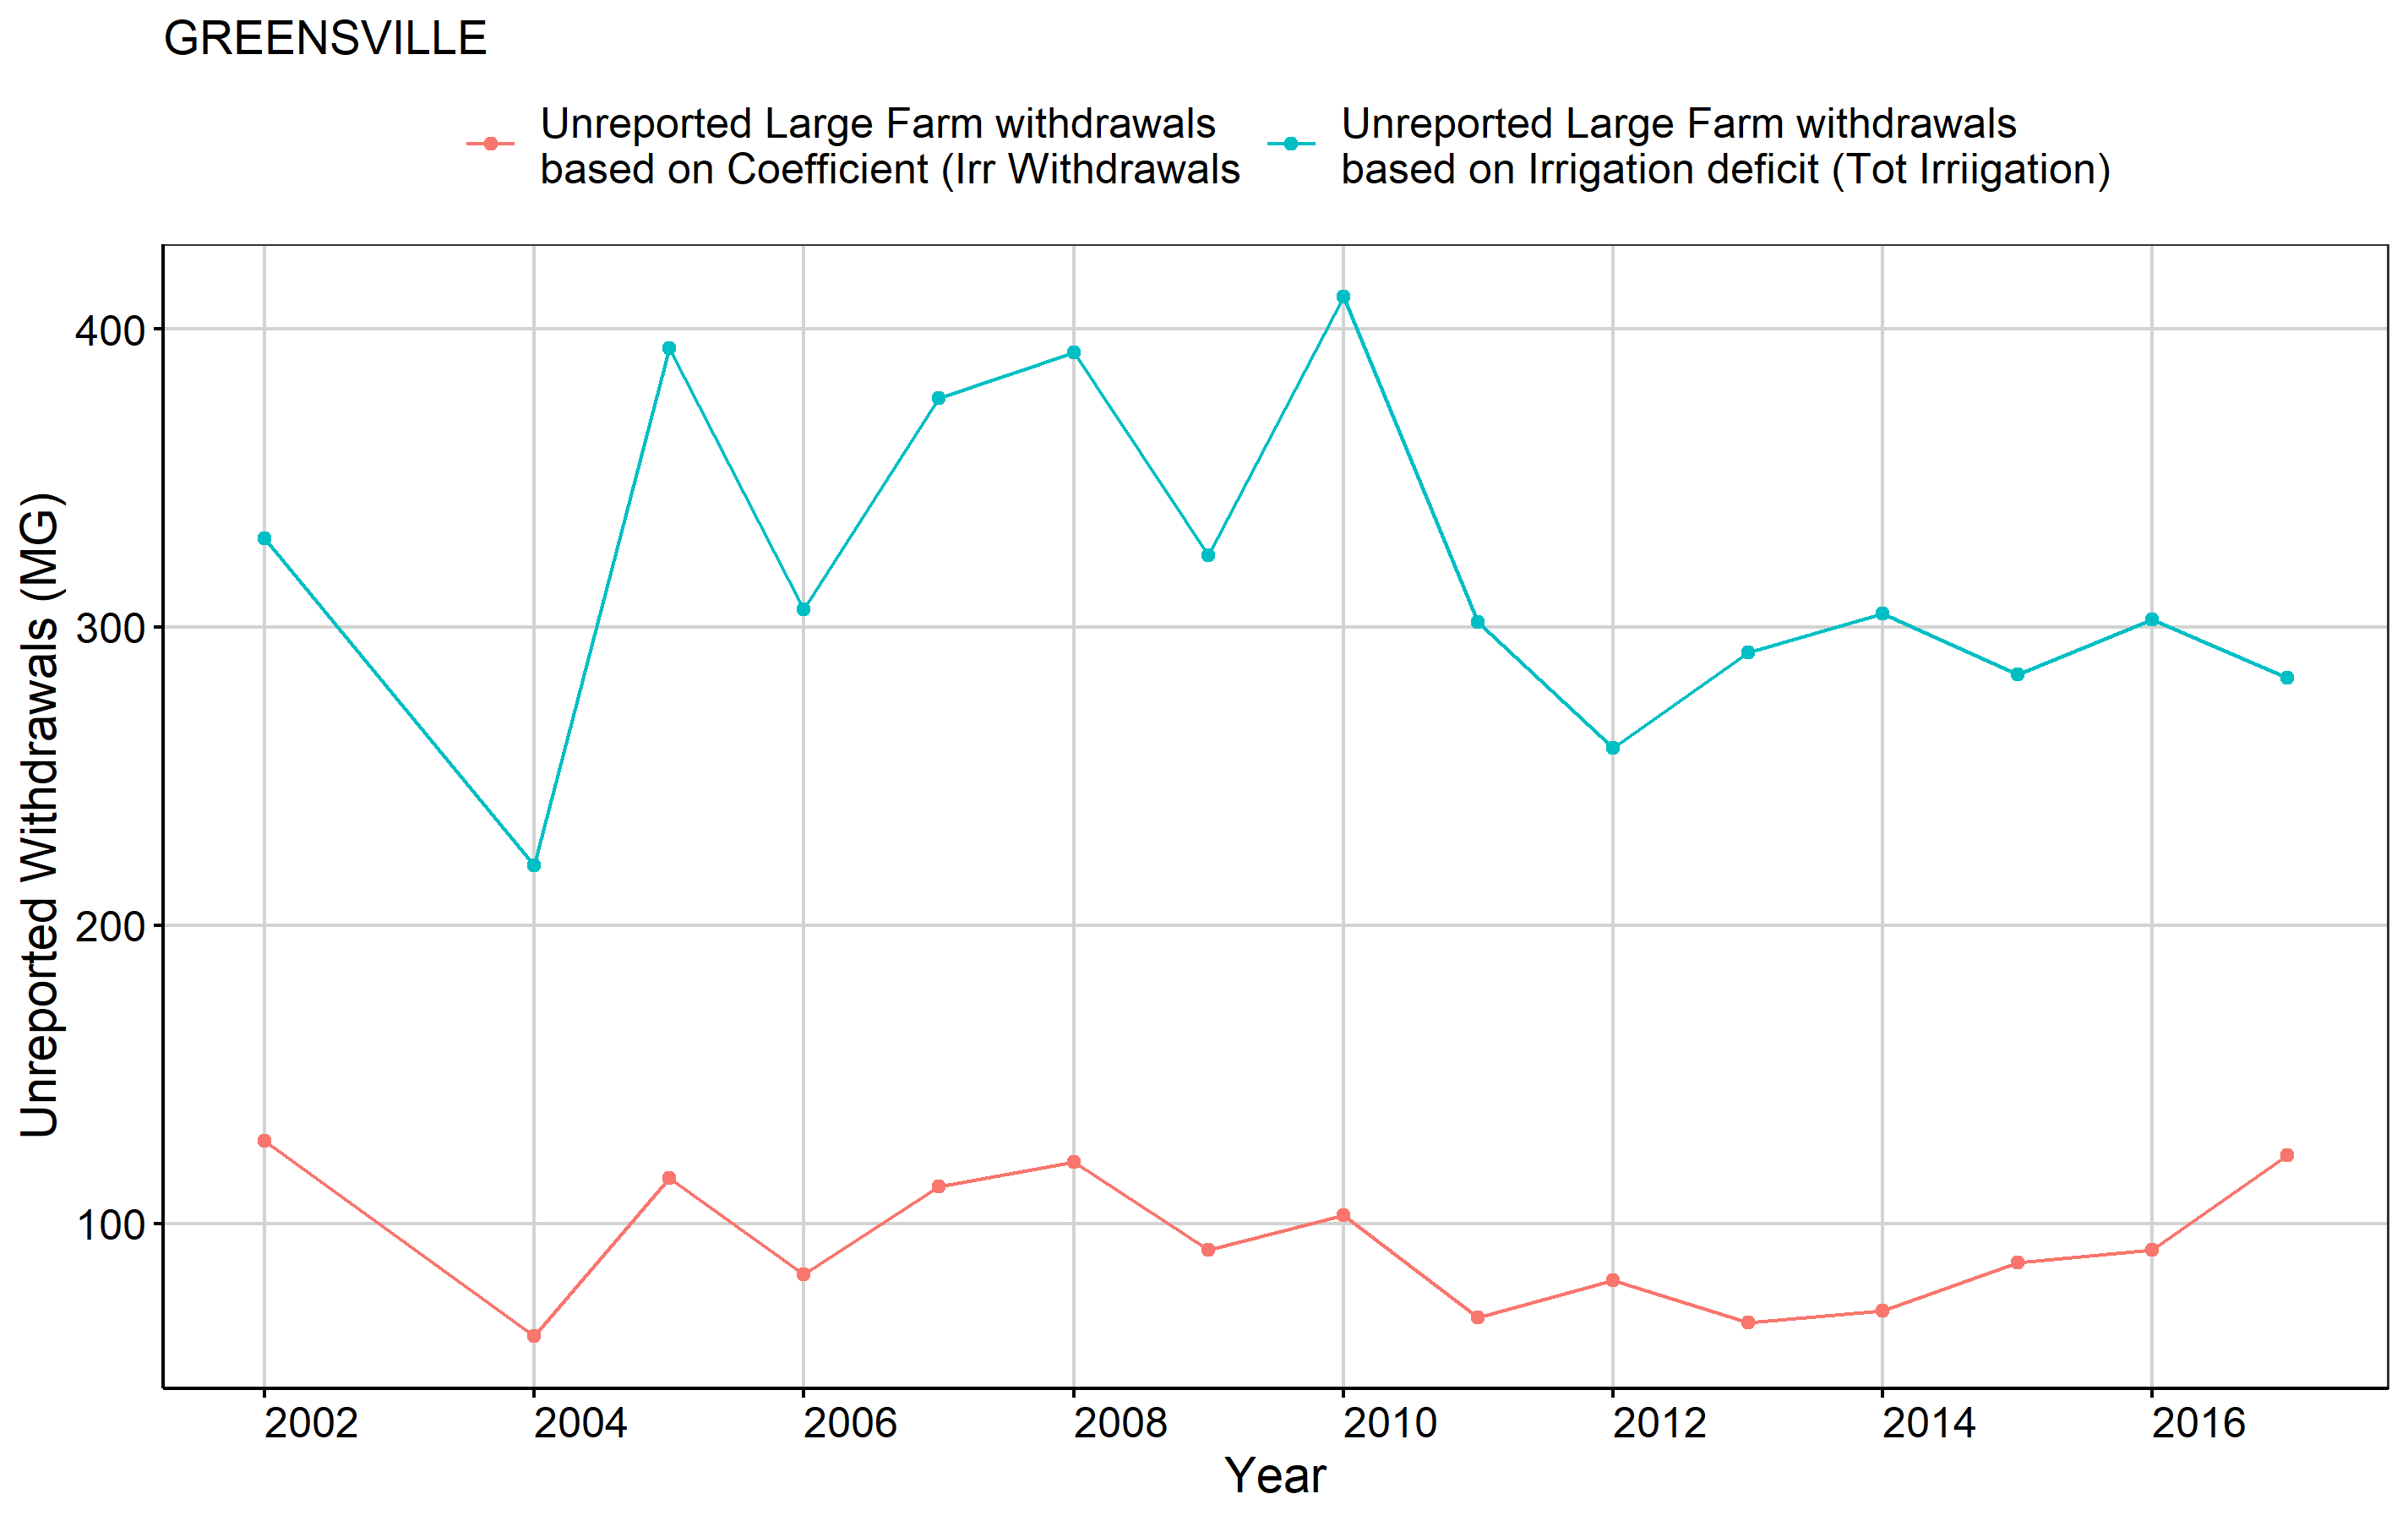 GREENSVILLE
Unreported Large Farm withdrawals
based on Coefficient (Irr Withdrawals
Unreported Large Farm withdrawals
based on Irrigation deficit (Tot Irriigation)
Unreported Withdrawals (MG)
400
300
200
100
2002 2004 2006 2008 2010 2012 2014 2016
Year